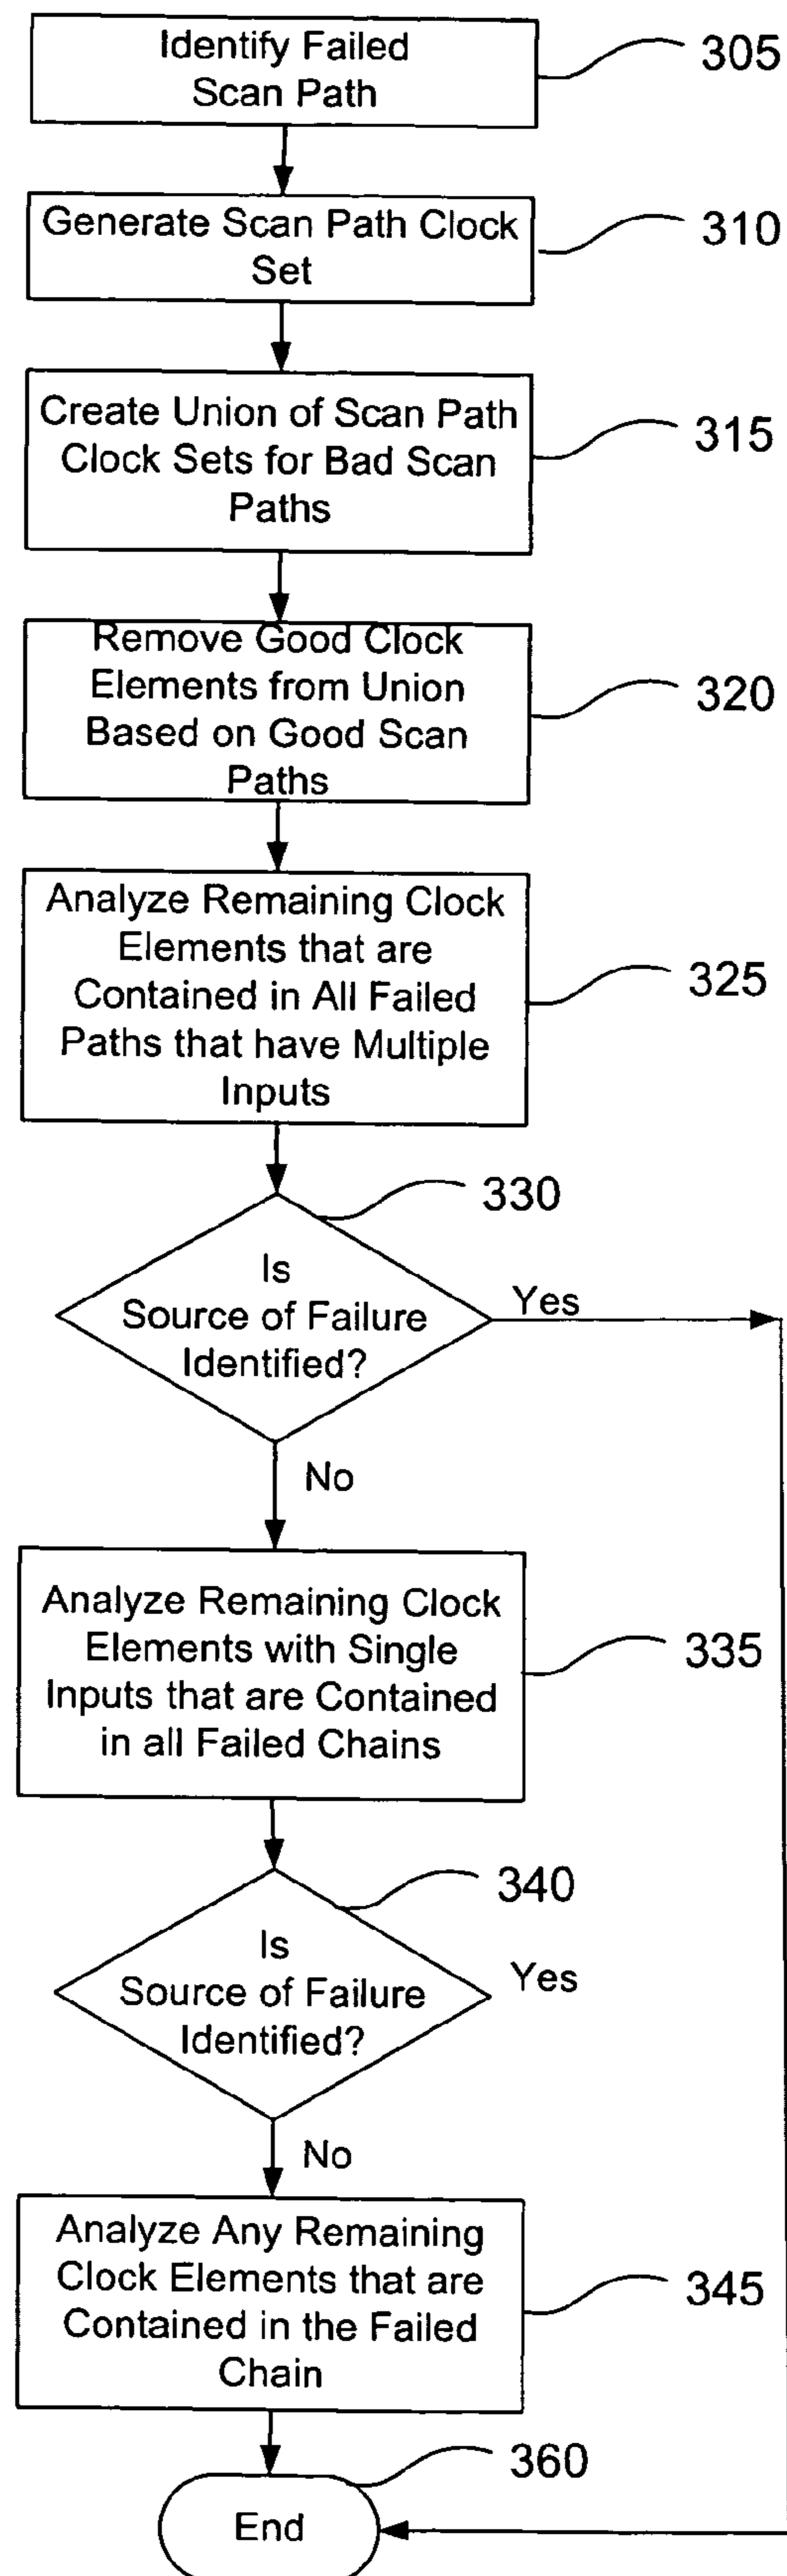 Identify Failed
Scan Path
305
Generate Scan Path Clock
Set
310
Create Union of Scan Path
Clock Sets for Bad Scan
Paths
315
Remove Good Clock
Elements from Union
Based on Good Scan
Paths
320
Analyze Remaining Clock
Elements that are
Contained in All Failed
Paths that have Multiple
Inputs
325
330
Is
Source of Failure
Identified?
Yes
No
Analyze Remaining Clock
Elements with Single
Inputs that are Contained
in all Failed Chains
335
340
Is
Source of Failure
Identified?
Yes
No
Analyze Any Remaining
Clock Elements that are
Contained in the Failed
Chain
345
360
End